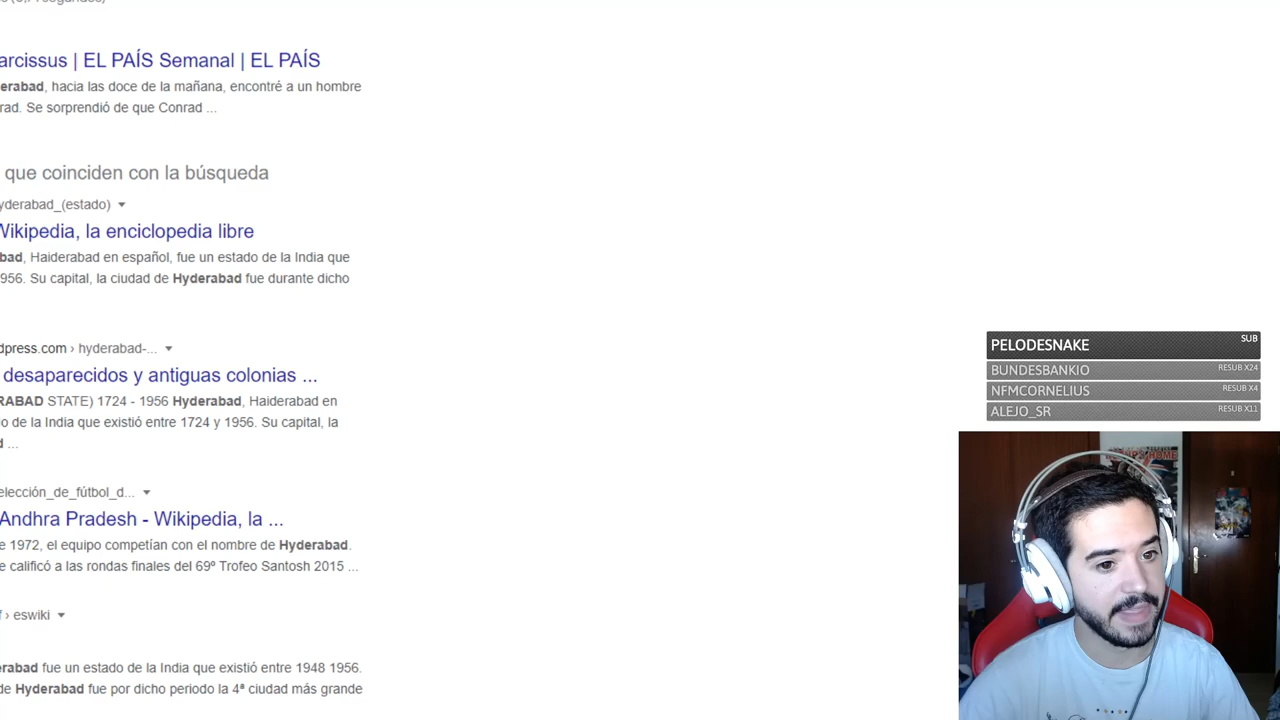 arcissus | EL PAÍS Semanal | EL PAÍS
erabad, hacia las doce de la mañana, encontré a un hombre
rad. Se sorprendió de que Conrad ...
que coinciden con la búsqueda
yderabad_(estado)
Wikipedia, la enciclopedia libre
bad, Haiderabad en español, fue un estado de la India que
956. Su capital, la ciudad de Hyderabad fue durante dicho
PELODESNAKE SUB
BUNDESBANKIO RESUB X24
NFMCORNELIUS RESUB X4
ALEJO_SR RESUB X11
dpress.com › hyderabad-...
desaparecidos y antiguas colonias ...
RABAD STATE) 1724 - 1956 Hyderabad, Haiderabad en
o de la India que existió entre 1724 y 1956. Su capital, la
d ...
elección_de_fútbol_d...
Andhra Pradesh - Wikipedia, la ...
e 1972, el equipo competían con el nombre de Hyderabad.
e calificó a las rondas finales del 69º Trofeo Santosh 2015 ...
f › eswiki
erabad fue un estado de la India que existió entre 1948 1956.
de Hyderabad fue por dicho periodo la 4ª ciudad más grande